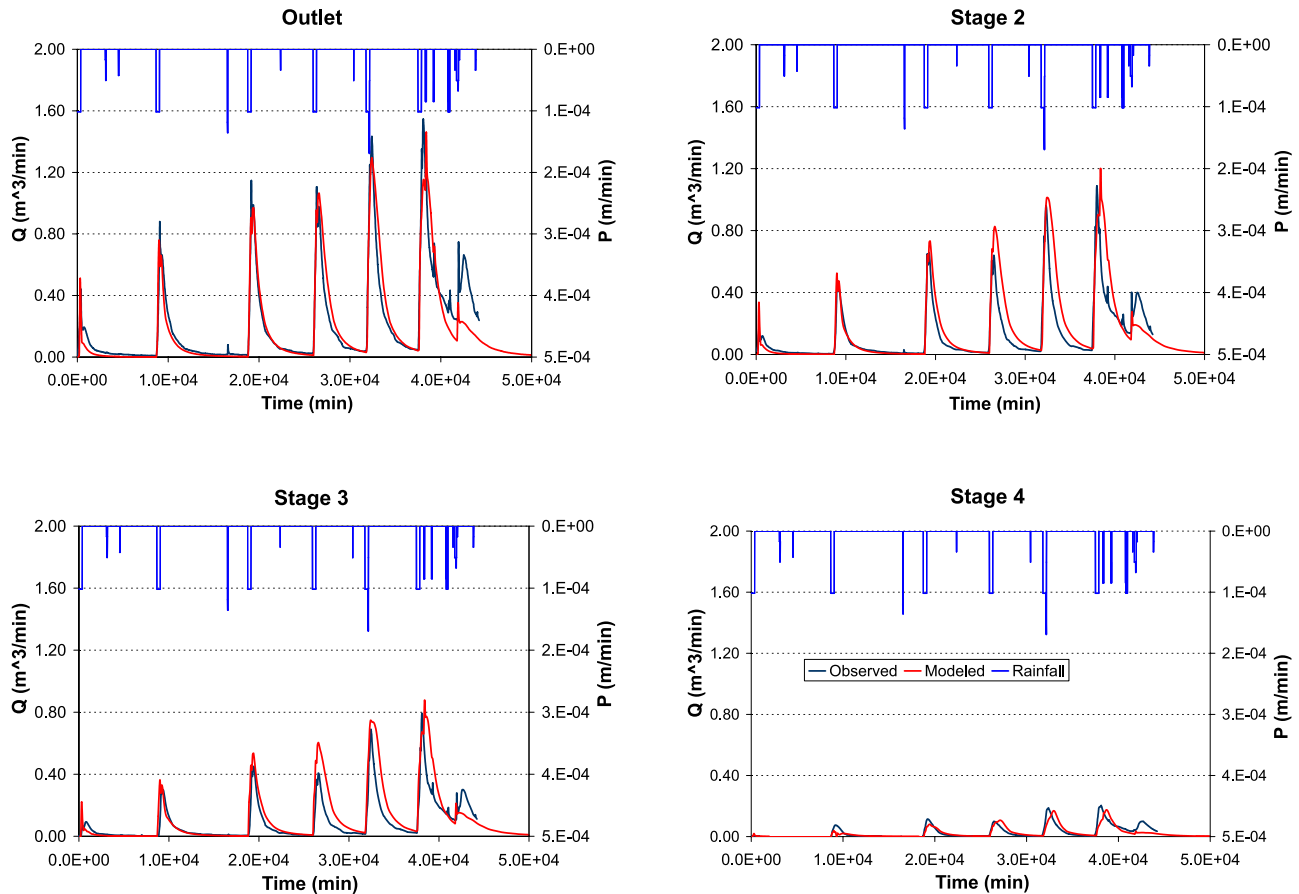 Outlet
2.00
1.60
1.20
0.80
0.40
0.00
Q (m^3/min)
0.E+00
1.E-04
2.E-04
3.E-04
4.E-04
5.E-04
P (m/min)
0.0E+00 1.0E+04 2.0E+04 3.0E+04 4.0E+04 5.0E+04
Time (min)
Stage 2
2.00
1.60
1.20
0.80
0.40
0.00
Q (m^3/min)
0.E+00
1.E-04
2.E-04
3.E-04
4.E-04
5.E-04
P (m/min)
0.0E+00 1.0E+04 2.0E+04 3.0E+04 4.0E+04 5.0E+04
Time (min)
Stage 3
2.00
1.60
1.20
0.80
0.40
0.00
Q (m^3/min)
0.E+00
1.E-04
2.E-04
3.E-04
4.E-04
5.E-04
P (m/min)
0.0E+00 1.0E+04 2.0E+04 3.0E+04 4.0E+04 5.0E+04
Time (min)
Stage 4
2.00
1.60
1.20
0.80
0.40
0.00
Q (m^3/min)
0.E+00
1.E-04
2.E-04
3.E-04
4.E-04
5.E-04
P (m/min)
Observed Modeled Rainfall
0.0E+00 1.0E+04 2.0E+04 3.0E+04 4.0E+04 5.0E+04
Time (min)